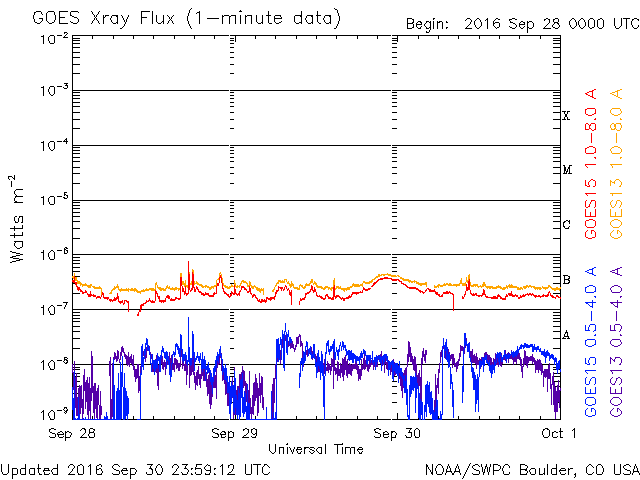 GOES Xray Flux (1-minute data)
Begin: 2016 Sep 28 0000 UTC
10-2
10-3
10-4
10-5
10-6
10-7
10-8
10-9
Watts m-2
X
M
C
B
A
GOES15 1.0-8.0 A
GOES13 1.0-8.0 A
GOES15 0.5-4.0 A
GOES13 0.5-4.0 A
Sep 28
Sep 29
Sep 30
Oct 1
Universal Time
Updated 2016 Sep 30 23:59:12 UTC
NOAA/SWPC Boulder, CO USA